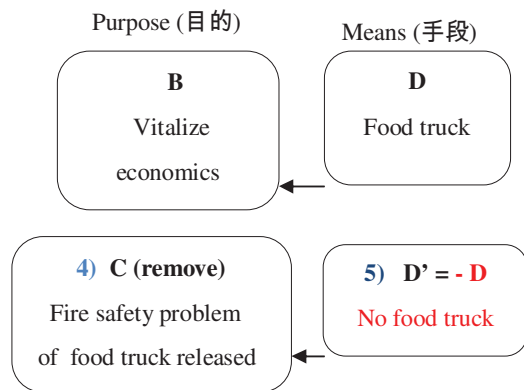 Purpose (目的)
Means (手段)
B
Vitalize
economics
D
Food truck
4) C (remove)
Fire safety problem
of food truck released
5) D’ = - D
No food truck